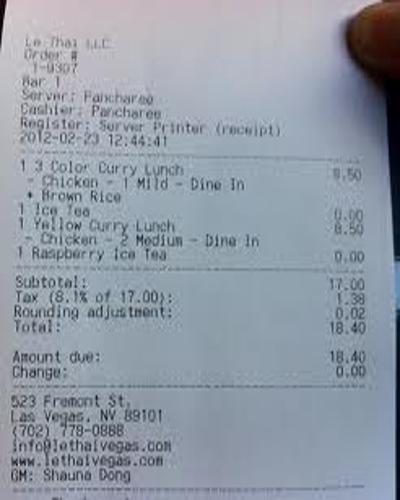 Le Thai LLC
Order #
1-9307
Bar 1
Server: Pancharee
Cashier: Pancharee
Register: Server Printer (receipt)
2012-02-23 12:44:41
1 3 Color Curry Lunch 8.50
- Chicken - 1 Mild - Dine In
* Brown Rice
1 Ice Tea 0.00
1 Yellow Curry Lunch 8.50
- Chicken - 2 Medium - Dine In
1 Raspberry Ice Tea 0.00
Subtotal: 17.00
Tax (8.1% of 17.00): 1.38
Rounding adjustment: 0.02
Total: 18.40
Amount due: 18.40
Change: 0.00
523 Fremont St,
Las Vegas, NV 89101
(702) 778-0888
info@lethaivegas.com
www.lethaivegas.com
GM: Shauna Dong